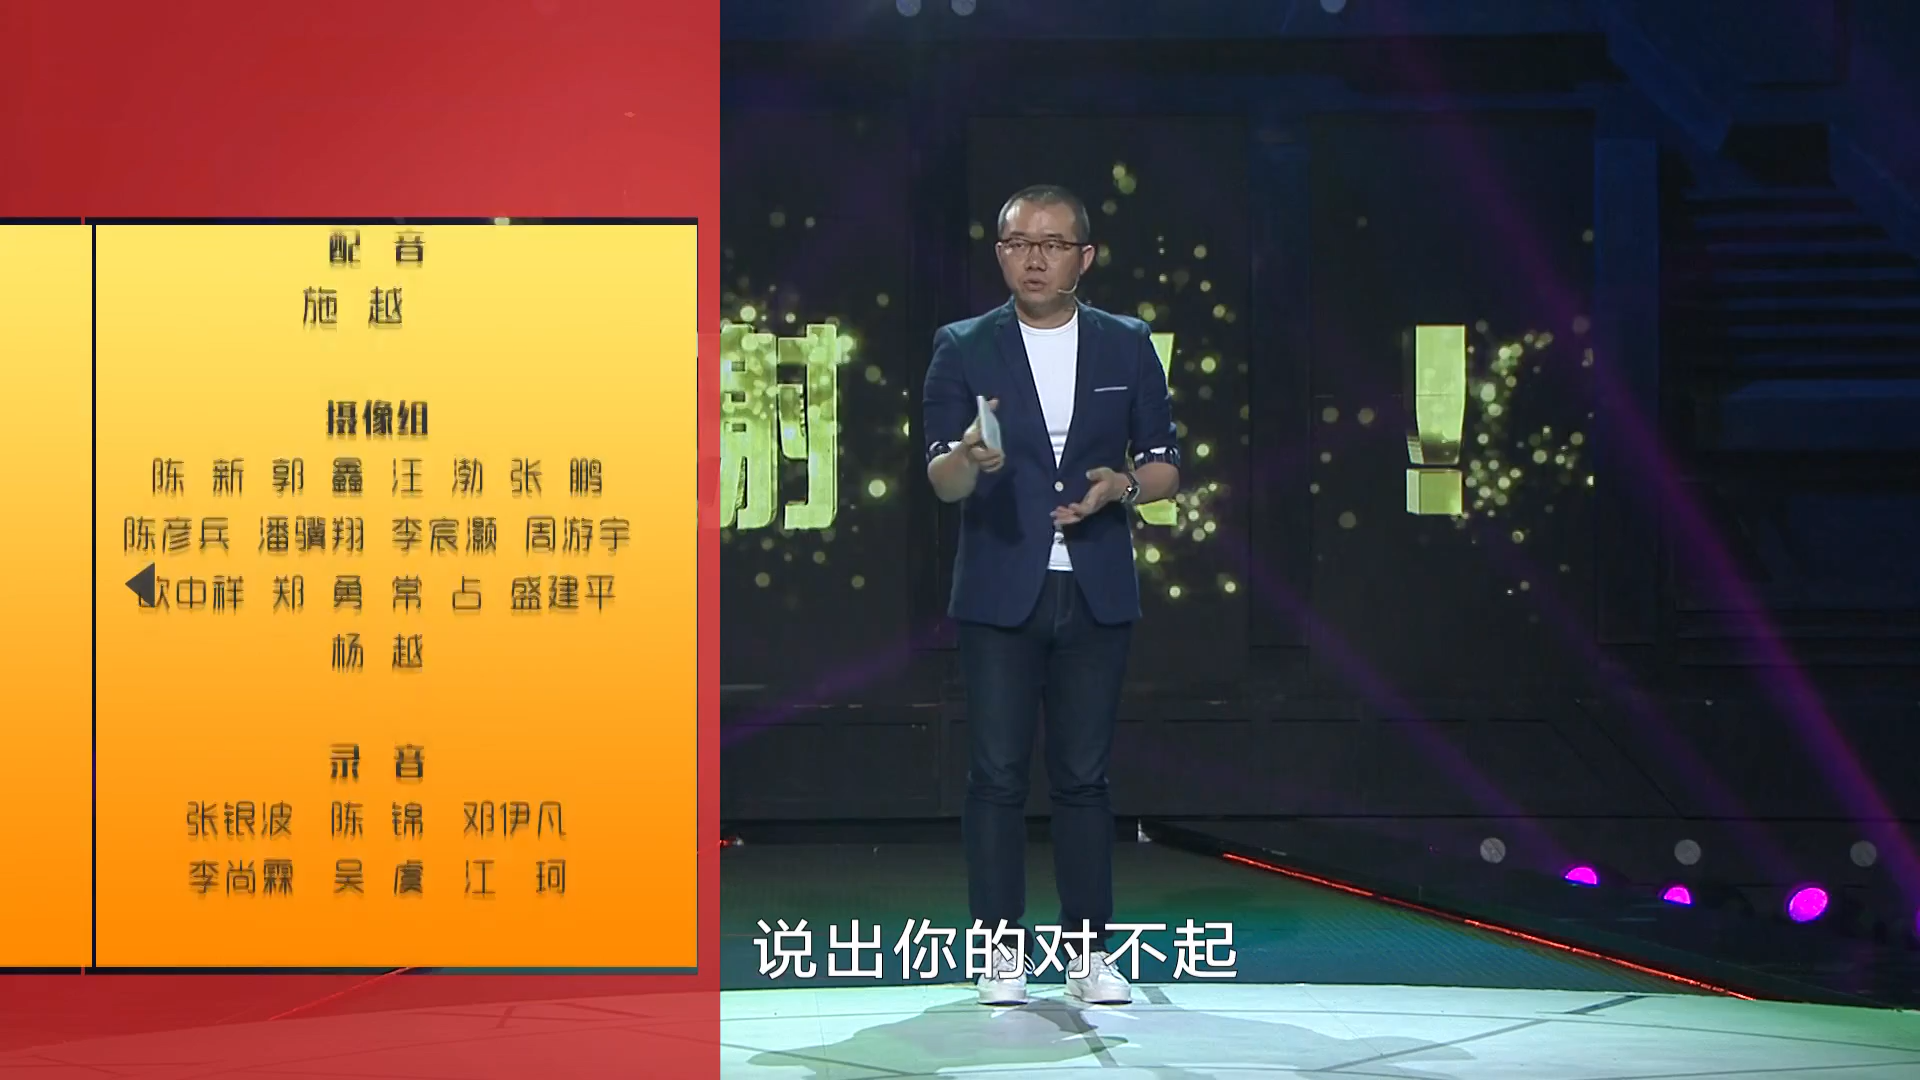 配 音
施 越
摄像组
陈 新 郭 鑫 汪 渤 张 鹏
陈彦兵 潘骥翔 李宸灏 周游宇
欧中祥 郑 勇 常 占 盛建平
杨 越
录 音
张银波 陈 锦 邓伊凡
李尚霖 吴 虞 江 珂
谢 !
说出你的对不起